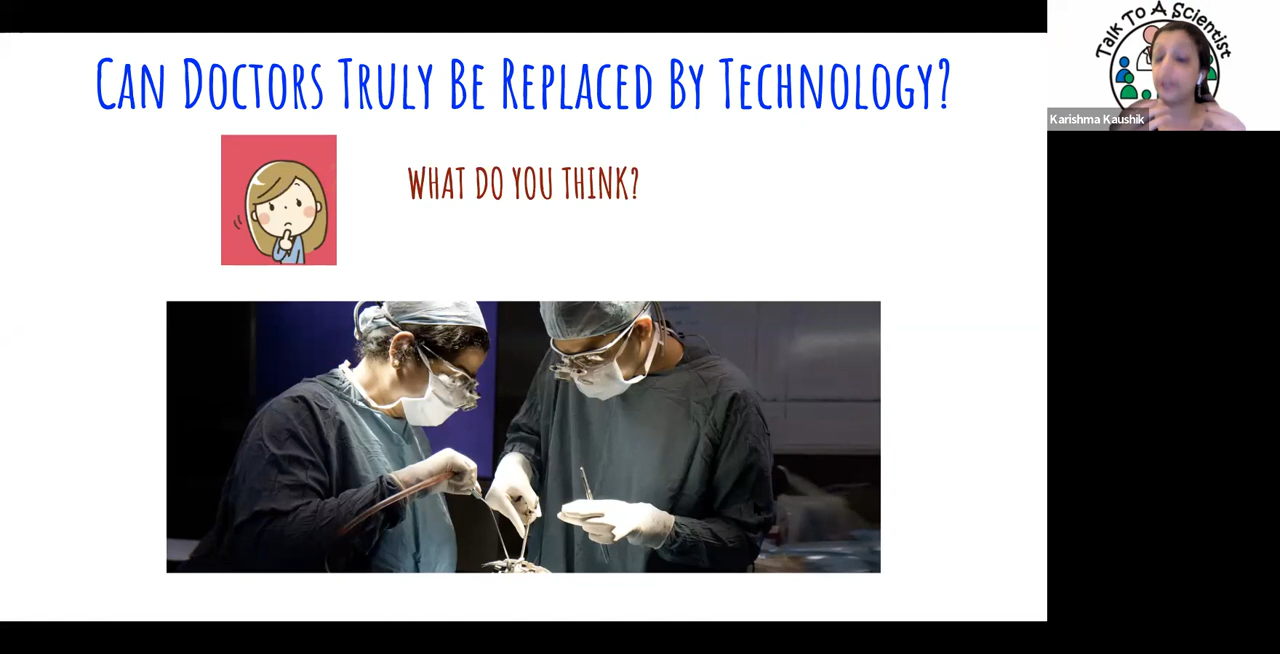 CAN DOCTORS TRULY BE REPLACED BY TECHNOLOGY?
WHAT DO YOU THINK?
Talk To A Scientist
Karishma Kaushik